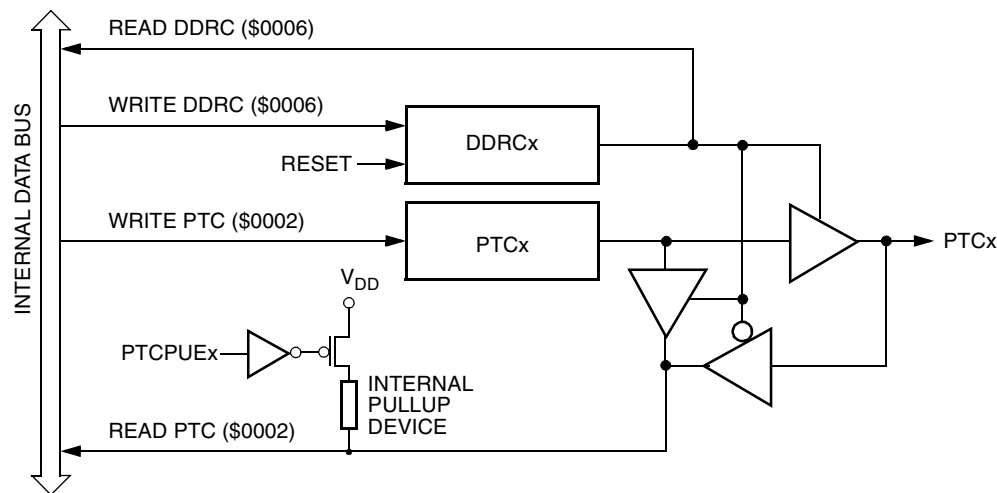 READ DDRC ($0006)
WRITE DDRC ($0006)
DDRCx
RESET
INTERNAL DATA BUS
WRITE PTC ($0002)
PTCx
PTCx
VDD
PTCPUEx
INTERNAL
PULLUP
DEVICE
READ PTC ($0002)